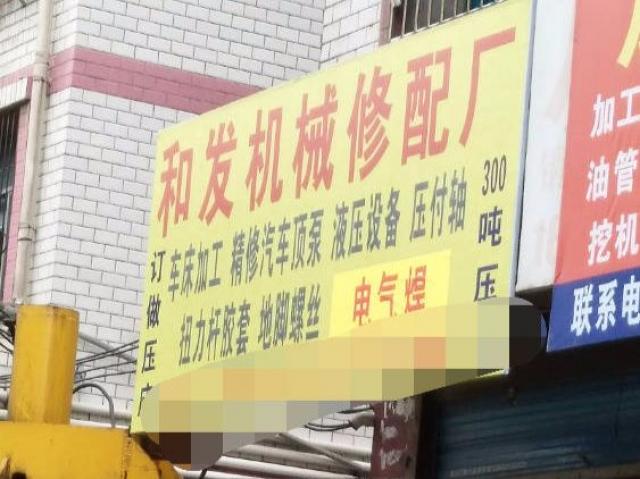 和发机械修配厂
订做压
车床加工 精修汽车顶泵 液压设备 压付轴
扭力杆胶套 地脚螺丝
电气焊
300吨压
加工
油管
挖机
联系电